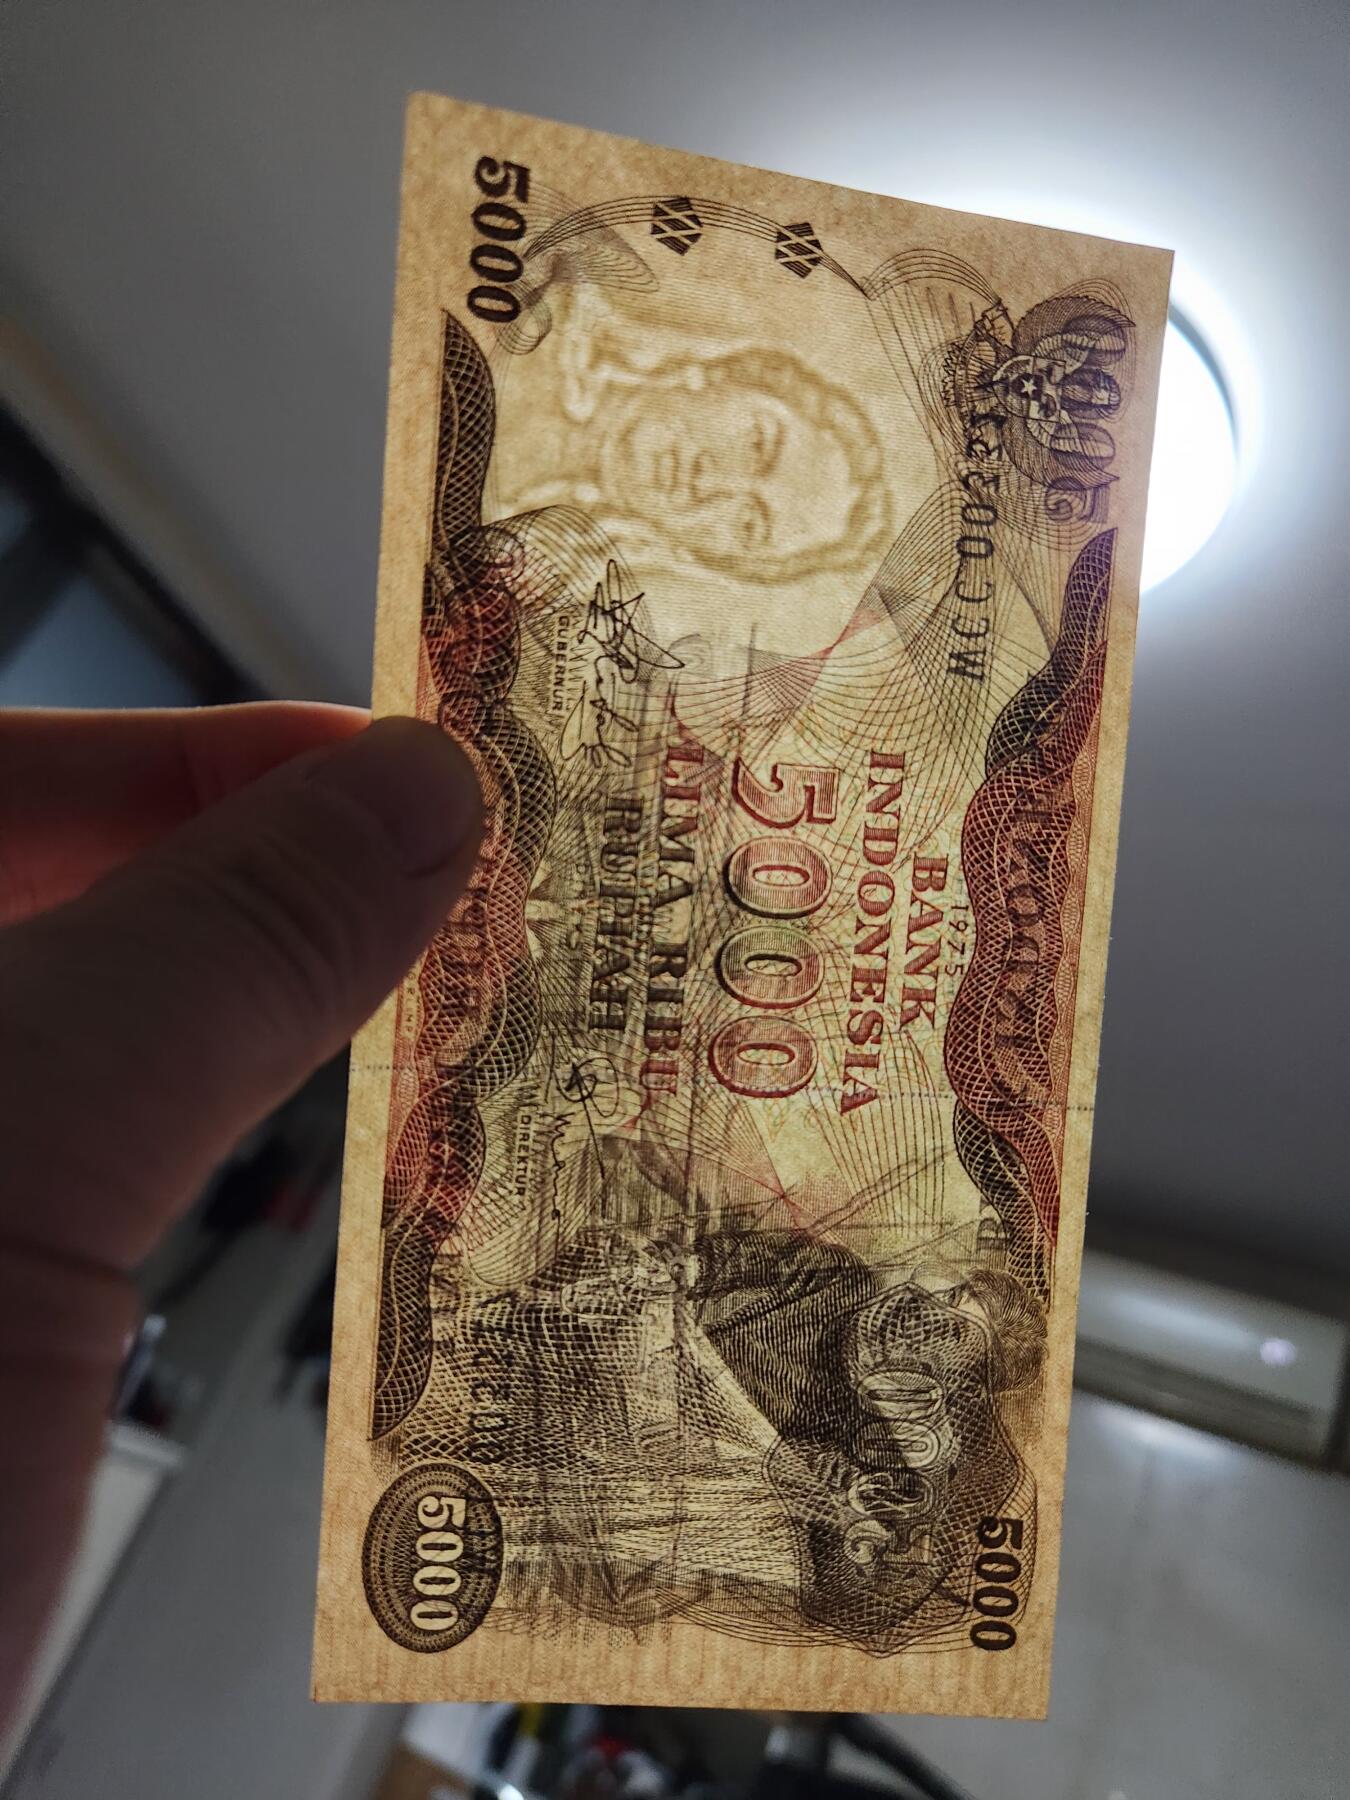 5000
1975
BANK
INDONESIA
5000
LIMA RIBU
RUPIAH
GUBERNUR
DIREKTUR
5000
5000